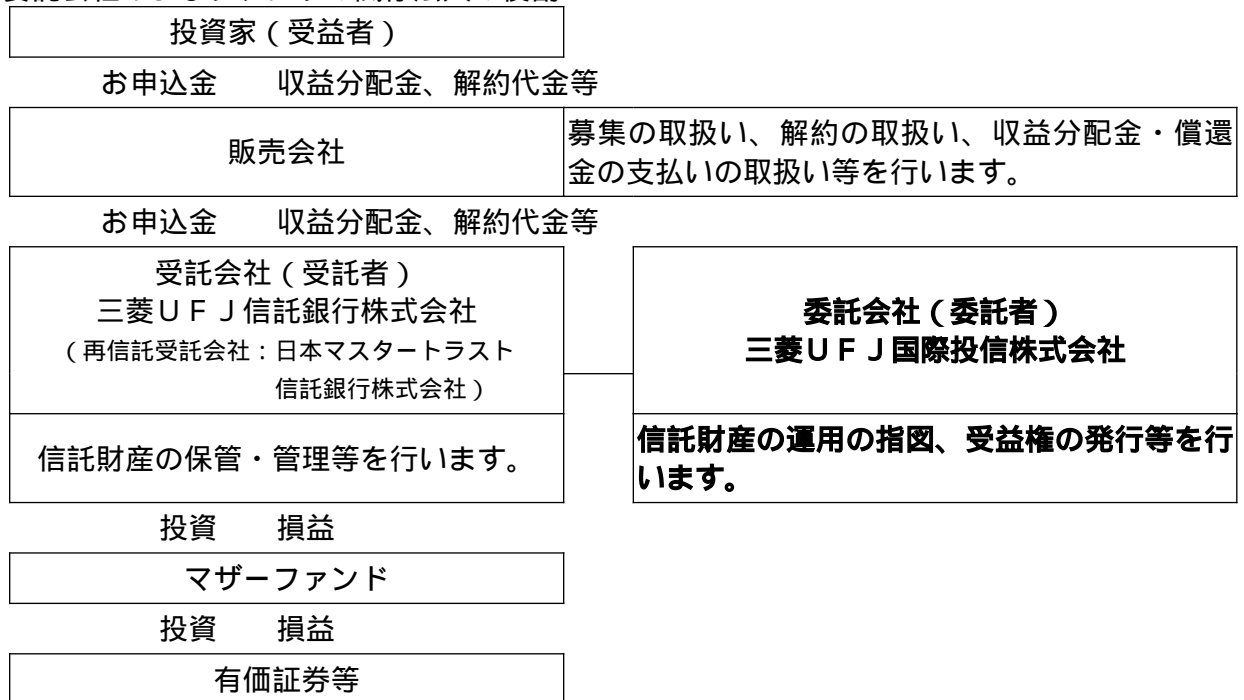 投資家（受益者）
お申込金　収益分配金、解約代金等
販売会社
募集の取扱い、解約の取扱い、収益分配金・償還
金の支払いの取扱い等を行います。
お申込金　収益分配金、解約代金等
受託会社（受託者）
三菱ＵＦＪ信託銀行株式会社
（再信託受託会社：日本マスタートラスト
信託銀行株式会社）
委託会社（委託者）
三菱ＵＦＪ国際投信株式会社
信託財産の保管・管理等を行います。
信託財産の運用の指図、受益権の発行等を行
います。
投資　損益
マザーファンド
投資　損益
有価証券等